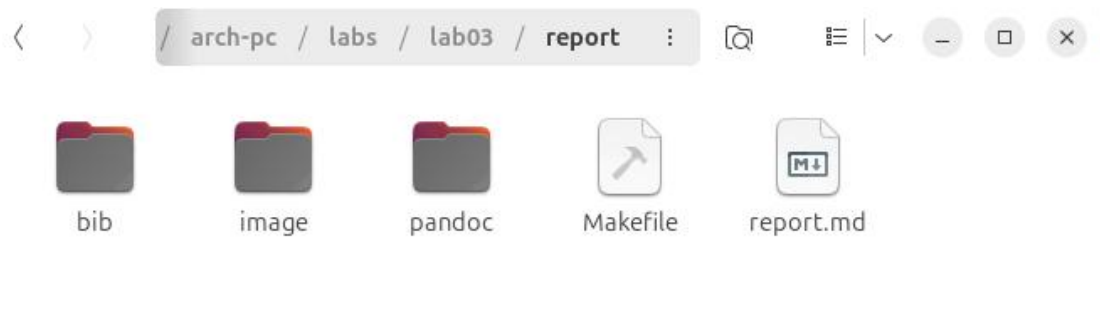 / arch-pc / labs / lab03 / report
M
bib image pandoc Makefile report.md